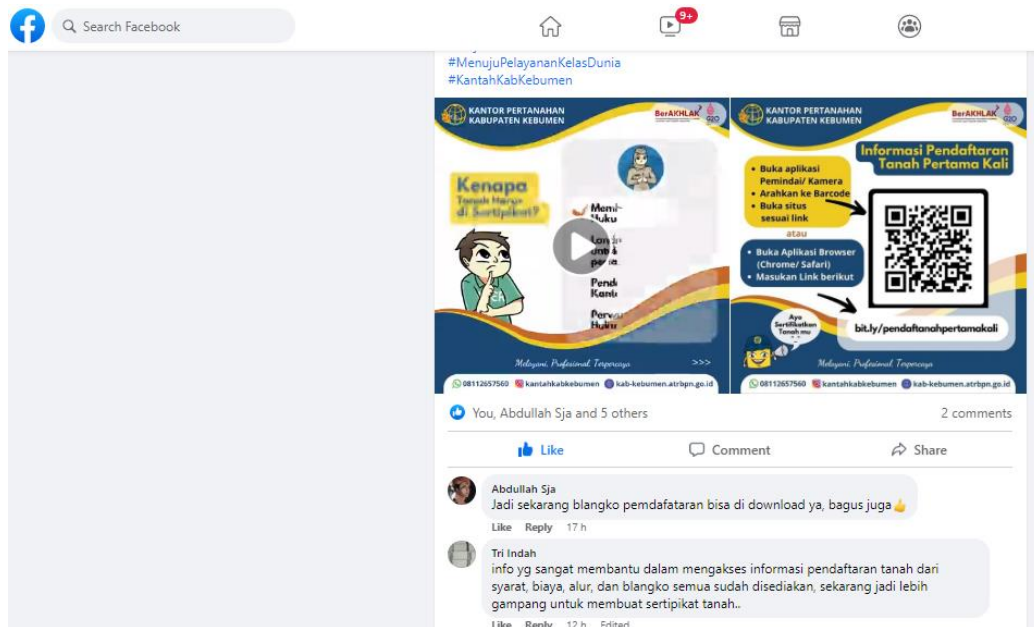 Search Facebook
9+
#MenujuPelayananKelasDunia
#KantahKabKebumen
KANTOR PERTANAHAN
KABUPATEN KEBUMEN
BerAKHLAK
G20
Kenapa
Tanah Harus
di Sertipikat?
08112657560 kantahkabkebumen kab-kebumen.atrbpn.go.id
Melayani, Profesional, Terpercaya
>>>
KANTOR PERTANAHAN
KABUPATEN KEBUMEN
BerAKHLAK
G20
Informasi Pendaftaran
Tanah Pertama Kali
• Buka aplikasi
Pemindai/ Kamera
• Arahkan ke Barcode
• Buka situs
sesuai link
atau
• Buka Aplikasi Browser
(Chrome/ Safari)
• Masukan Link berikut
Ayo
Sertifikatkan
Tanah mu
bit.ly/pendaftanahpertamakali
Melayani, Profesional, Terpercaya
08112657560 kantahkabkebumen kab-kebumen.atrbpn.go.id
You, Abdullah Sja and 5 others
2 comments
Like
Comment
Share
Abdullah Sja
Jadi sekarang blangko pemdafataran bisa di download ya, bagus juga👍
Like Reply 17 h
Tri Indah
info yg sangat membantu dalam mengakses informasi pendaftaran tanah dari
syarat, biaya, alur, dan blangko semua sudah disediakan, sekarang jadi lebih
gampang untuk membuat sertipikat tanah..
Like Reply 12 h Edited